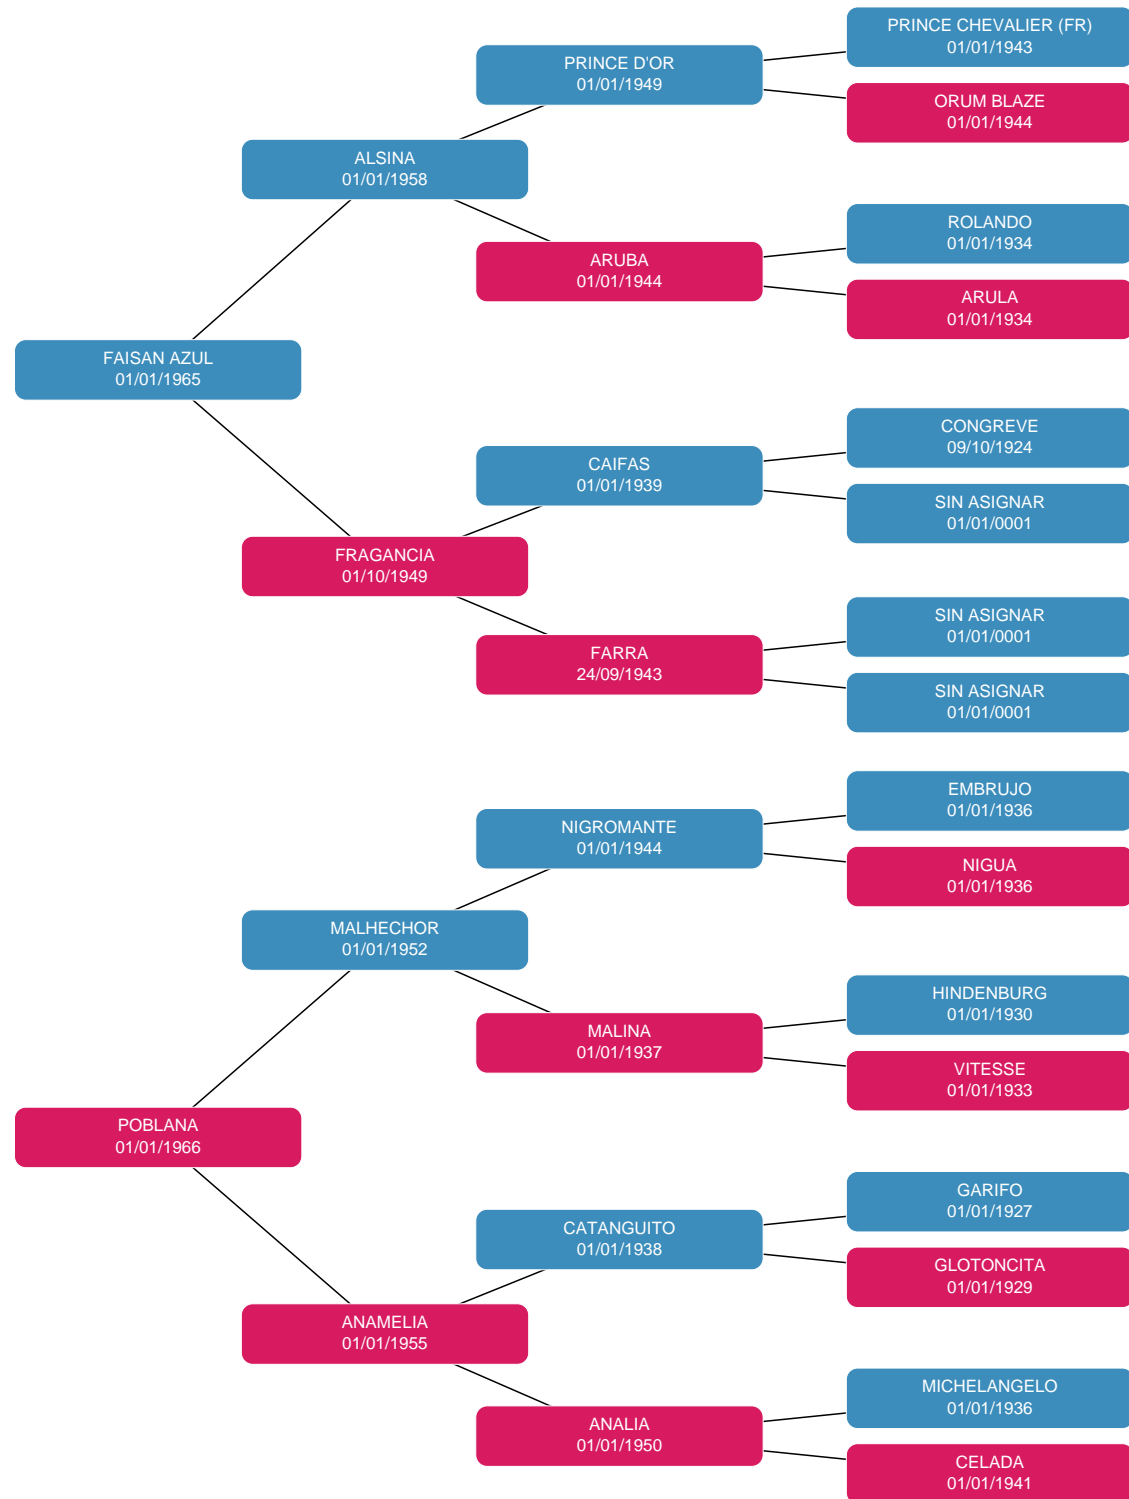 PRINCE CHEVALIER (FR)
01/01/1943
PRINCE D'OR
01/01/1949
ORUM BLAZE
01/01/1944
ALSINA
01/01/1958
ROLANDO
01/01/1934
ARUBA
01/01/1944
ARULA
01/01/1934
FAISAN AZUL
01/01/1965
CONGREVE
09/10/1924
CAIFAS
01/01/1939
SIN ASIGNAR
01/01/0001
FRAGANCIA
01/10/1949
SIN ASIGNAR
01/01/0001
FARRA
24/09/1943
SIN ASIGNAR
01/01/0001
EMBRUJO
01/01/1936
NIGROMANTE
01/01/1944
NIGUA
01/01/1936
MALHECHOR
01/01/1952
HINDENBURG
01/01/1930
MALINA
01/01/1937
VITESSE
01/01/1933
POBLANA
01/01/1966
GARIFO
01/01/1927
CATANGUITO
01/01/1938
GLOTONCITA
01/01/1929
ANAMELIA
01/01/1955
MICHELANGELO
01/01/1936
ANALIA
01/01/1950
CELADA
01/01/1941